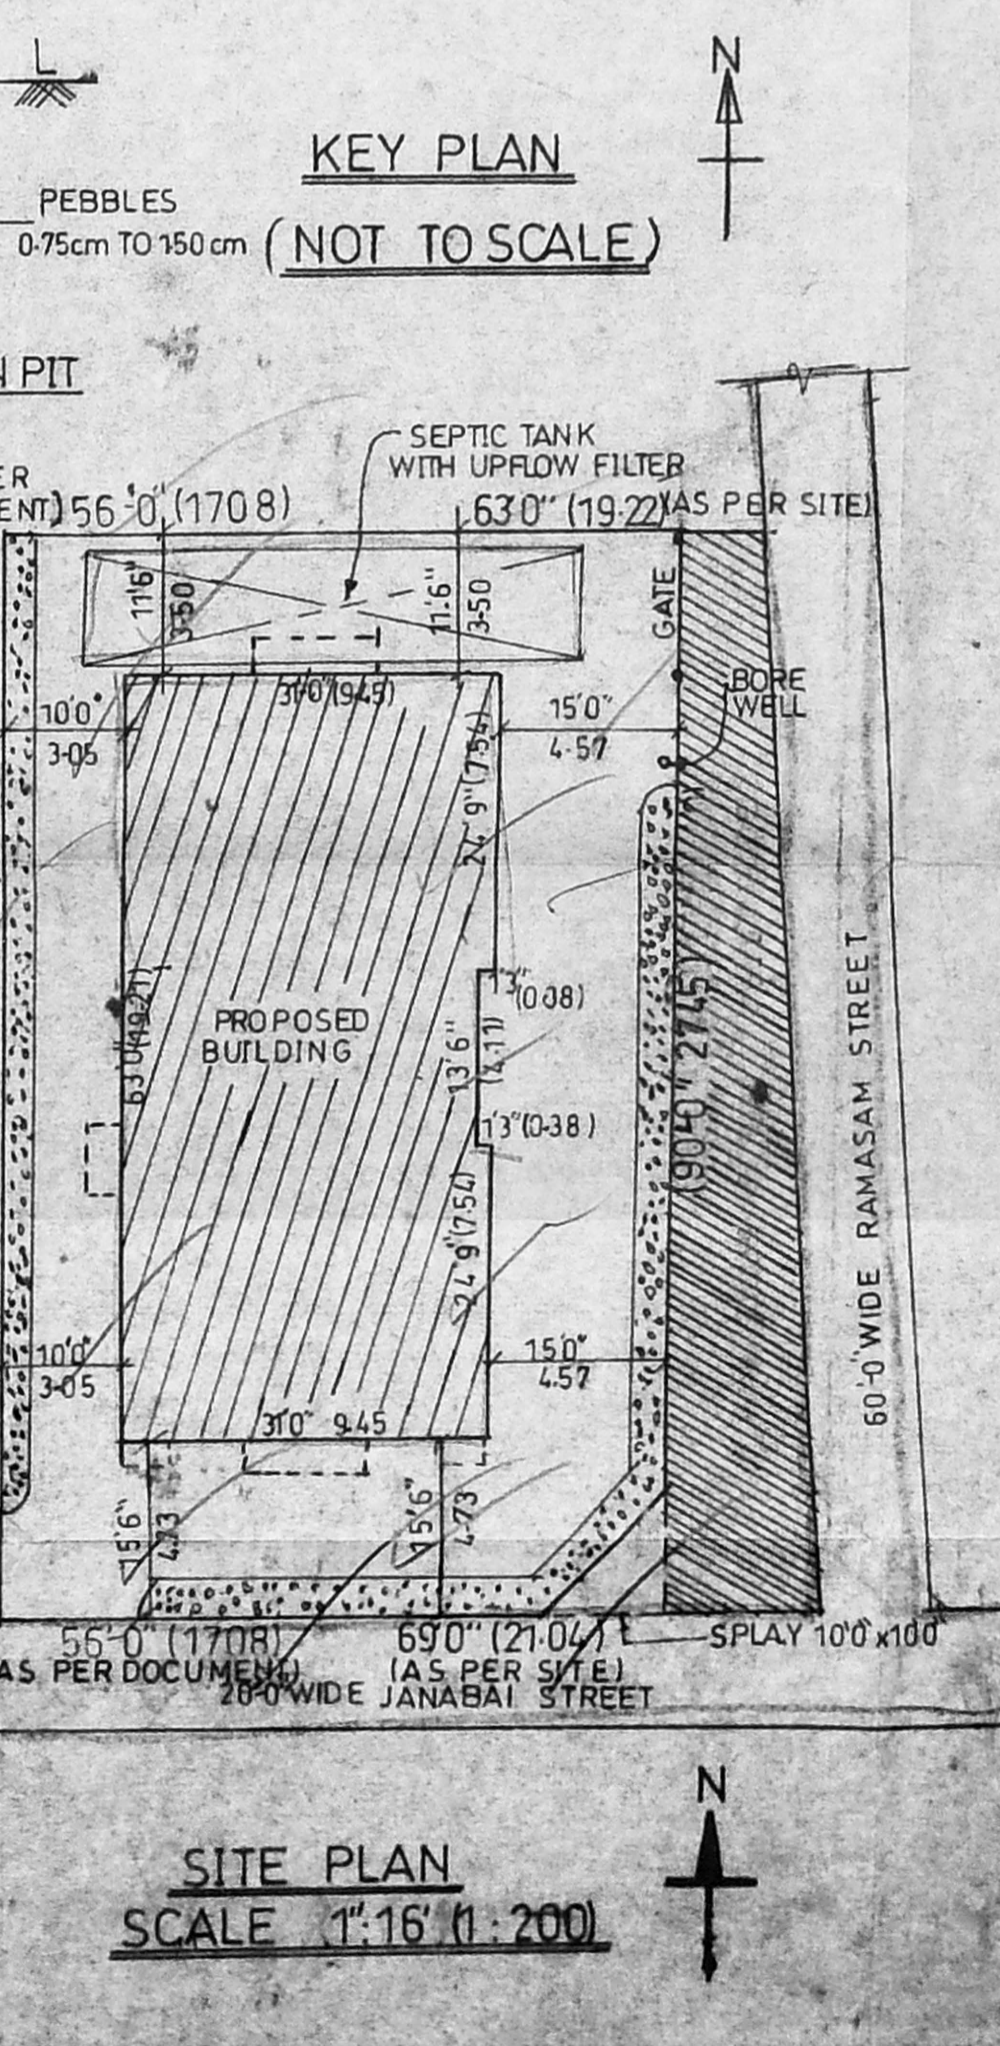 L
N
KEY PLAN
PEBBLES
0.75cm TO 1.50 cm
(NOT TO SCALE)
PIT
SEPTIC TANK
WITH UPFLOW FILTER
56'-0" (17.08)
63'0" (19.22) (AS PER SITE)
11'6"
3.50
11'.6"
3.50
GATE
BORE
WELL
31'0" (9.45)
10'0"
3.05
15'0"
4.57
24'9" (7.54)
3"
(0.08)
PROPOSED
BUILDING
63'0" (19.21)
13'6"
(4.11)
1'3" (0.38)
(90'-0" 27.45)
60'-0" WIDE RAMASAM STREET
24'9" (7.54)
10'0"
3.05
15'0"
4.57
31'0" 9.45
15'6"
4.73
15'6"
4.73
56'-0" (17.08)
69'0" (21.04)
SPLAY 10'0" x 10'0"
AS PER DOCUMENT)
(AS PER SITE)
20'-0" WIDE JANABAI STREET
N
SITE PLAN
SCALE 1":16' (1:200)